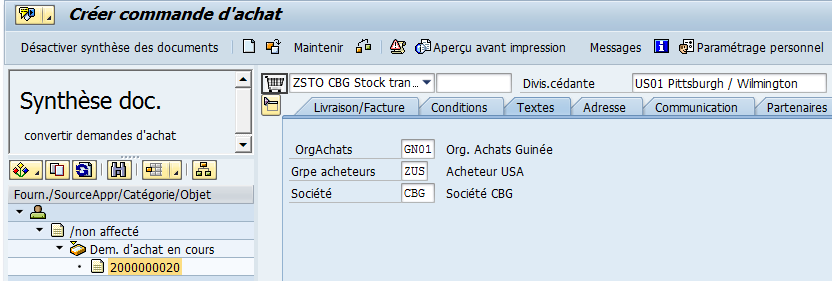 Créer commande d'achat
Désactiver synthèse des documents Maintenir Aperçu avant impression Messages Paramétrage personnel
Synthèse doc.
convertir demandes d'achat
Fourn./SourceAppr/Catégorie/Objet
/non affecté
Dem. d'achat en cours
2000000020
ZSTO CBG Stock tran... Divis.cédante US01 Pittsburgh / Wilmington
Livraison/Facture Conditions Textes Adresse Communication Partenaires
OrgAchats GN01 Org. Achats Guinée
Grpe acheteurs ZUS Acheteur USA
Société CBG Société CBG